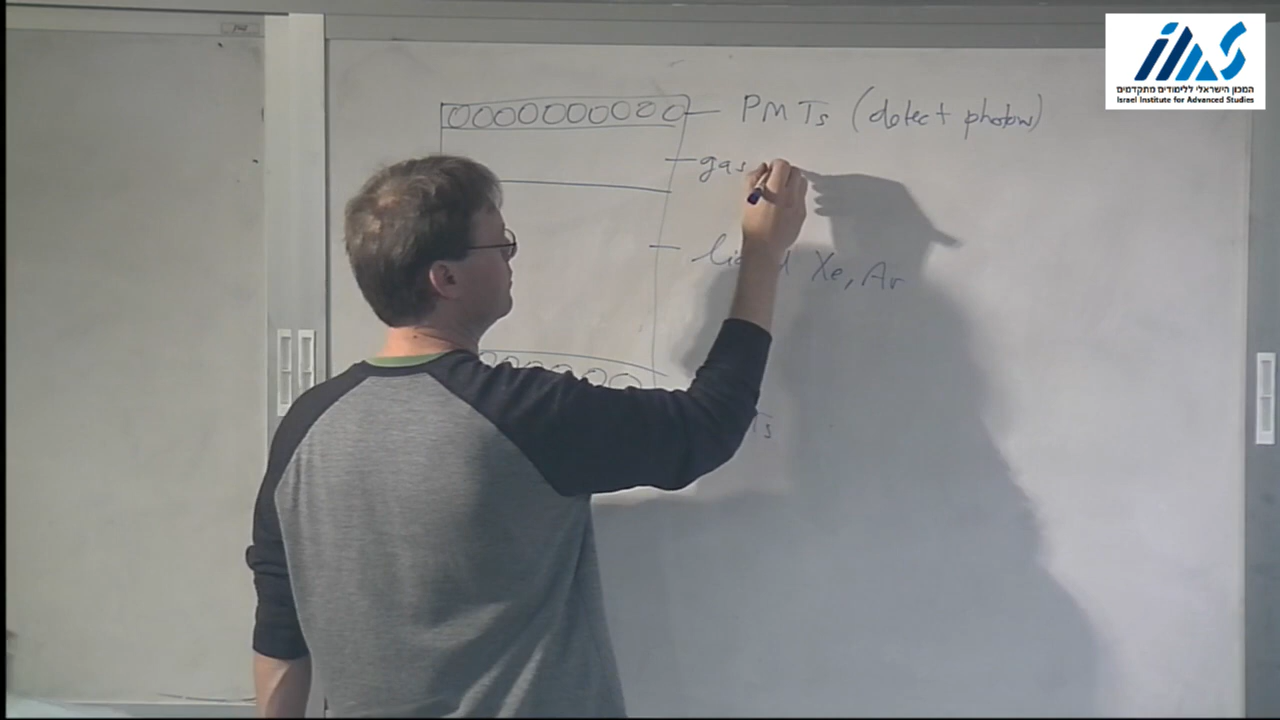 המכון הישראלי ללימודים מתקדמים
Israel Institute for Advanced Studies
PMTs (detect photons)
gas
Xe, Ar